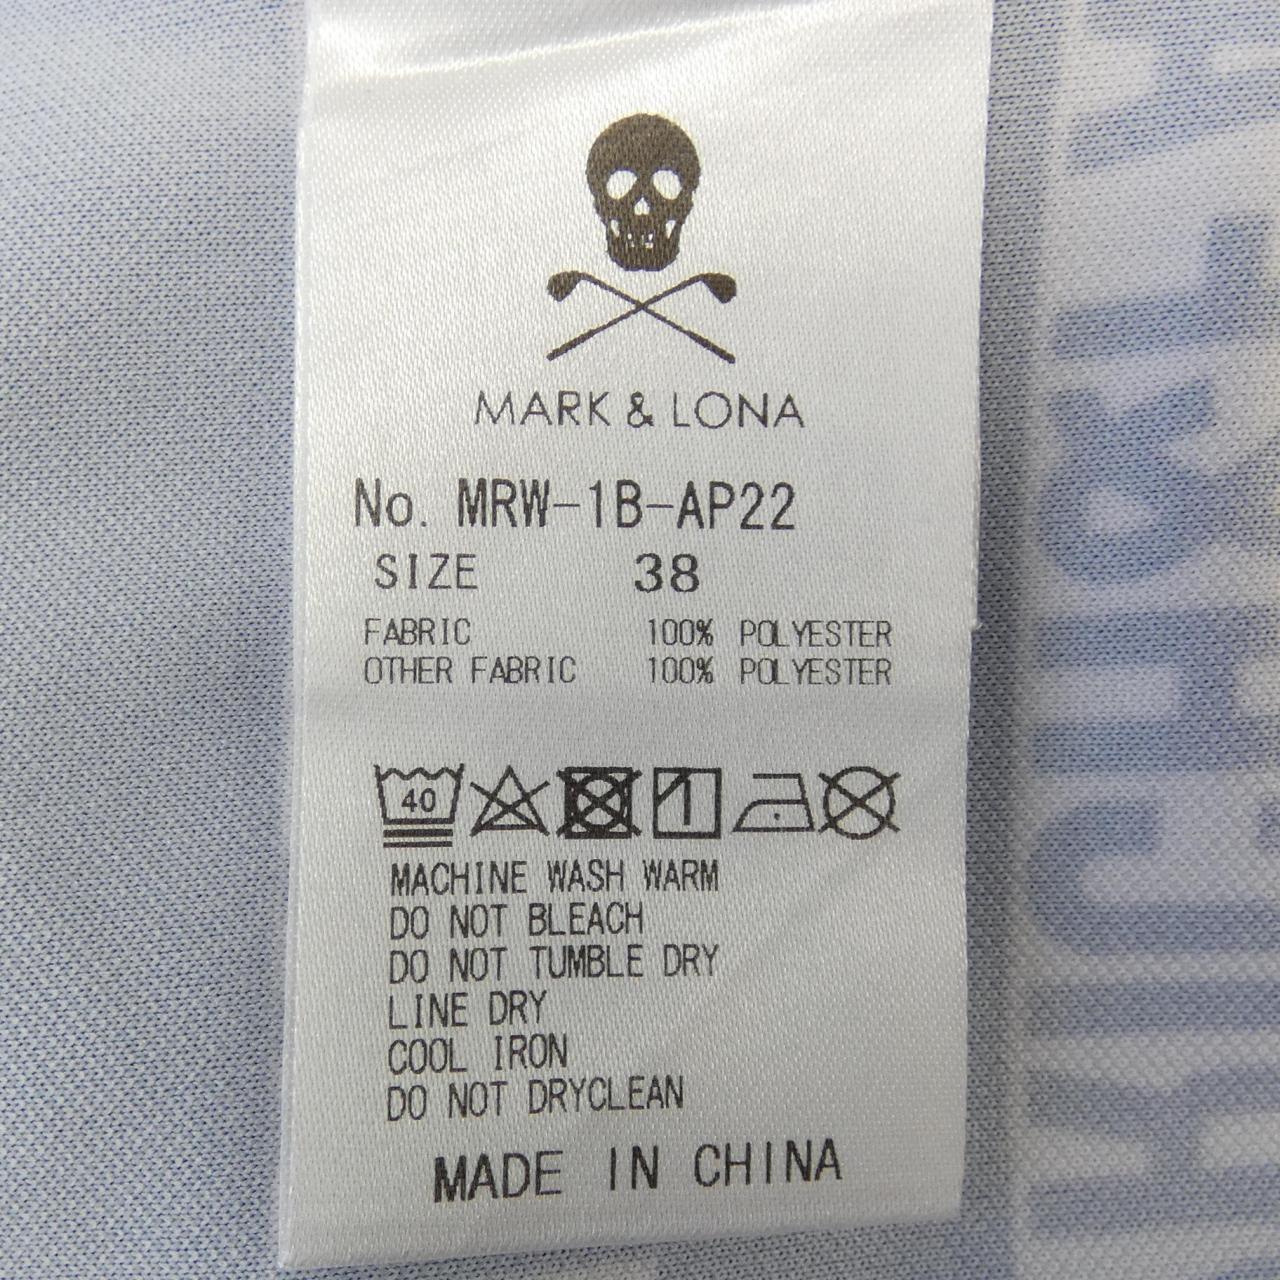 MARK & LONA
No. MRW-1B-AP22
SIZE 38
FABRIC 100% POLYESTER
OTHER FABRIC 100% POLYESTER
40
MACHINE WASH WARM
DO NOT BLEACH
DO NOT TUMBLE DRY
LINE DRY
COOL IRON
DO NOT DRYCLEAN
MADE IN CHINA